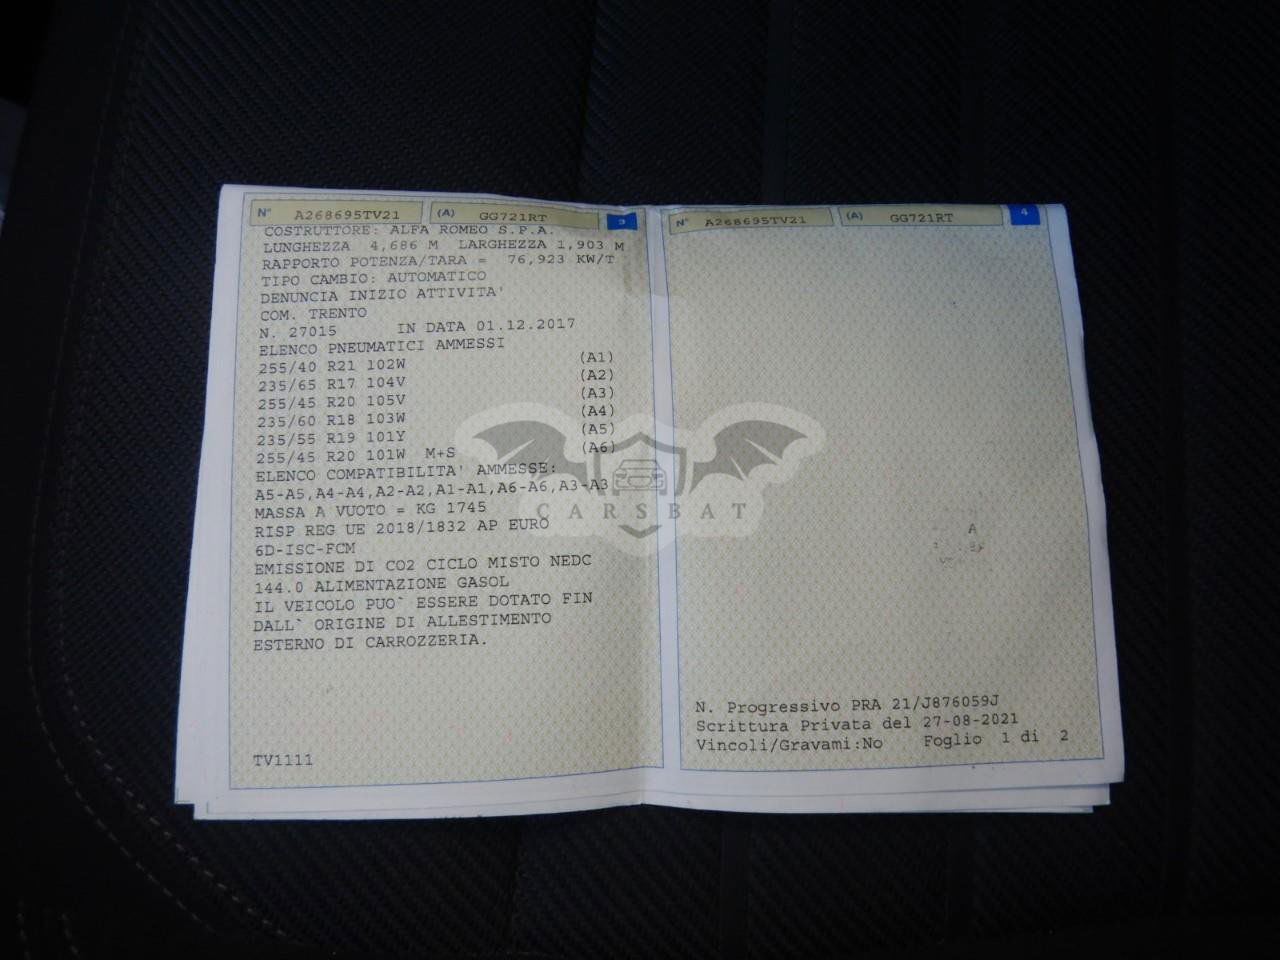 N° A268695TV21 (A) GG721RT 3
COSTRUTTORE: ALFA ROMEO S.P.A.
LUNGHEZZA 4,686 M LARGHEZZA 1,903 M
RAPPORTO POTENZA/TARA = 76,923 KW/T
TIPO CAMBIO: AUTOMATICO
DENUNCIA INIZIO ATTIVITA'
COM. TRENTO
N. 27015 IN DATA 01.12.2017
ELENCO PNEUMATICI AMMESSI
255/40 R21 102W (A1)
235/65 R17 104V (A2)
255/45 R20 105V (A3)
235/60 R18 103W (A4)
235/55 R19 101Y (A5)
255/45 R20 101W M+S (A6)
ELENCO COMPATIBILITA' AMMESSE:
A5-A5,A4-A4,A2-A2,A1-A1,A6-A6,A3-A3
MASSA A VUOTO = KG 1745
RISP REG UE 2018/1832 AP EURO
6D-ISC-FCM
EMISSIONE DI CO2 CICLO MISTO NEDC
144.0 ALIMENTAZIONE GASOL
IL VEICOLO PUO` ESSERE DOTATO FIN
DALL` ORIGINE DI ALLESTIMENTO
ESTERNO DI CARROZZERIA.
TV1111
N° A268695TV21 (A) GG721RT 4
A
N. Progressivo PRA 21/J876059J
Scrittura Privata del 27-08-2021
Vincoli/Gravami:No Foglio 1 di 2
CARSBAT